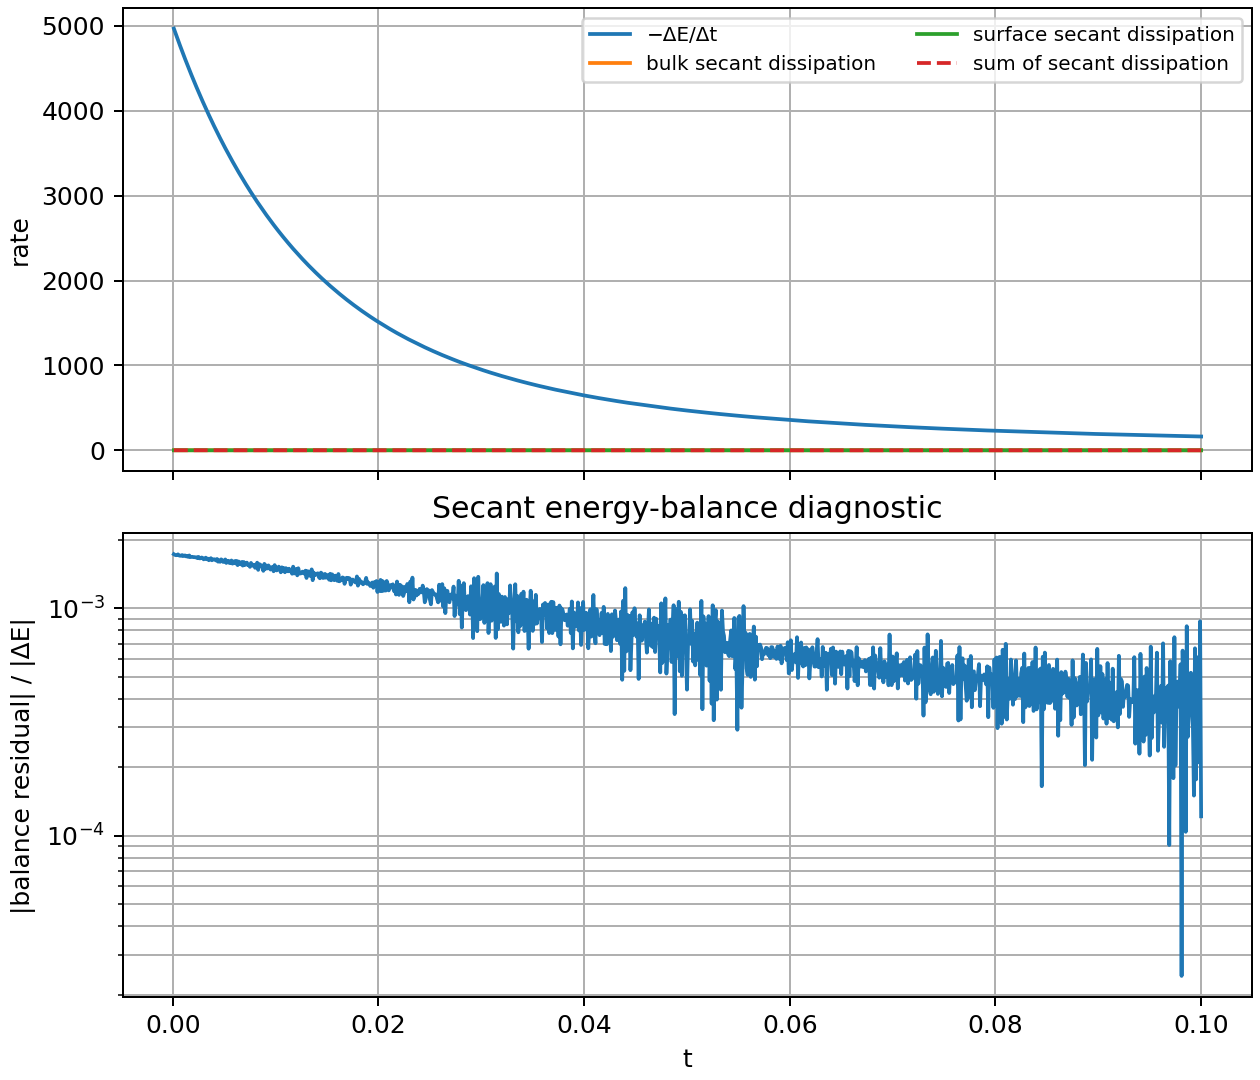 5000
4000
3000
2000
1000
0
rate
−ΔE/Δt
bulk secant dissipation
surface secant dissipation
sum of secant dissipation
Secant energy-balance diagnostic
10⁻³
10⁻⁴
|balance residual| / |ΔE|
0.00 0.02 0.04 0.06 0.08 0.10
t